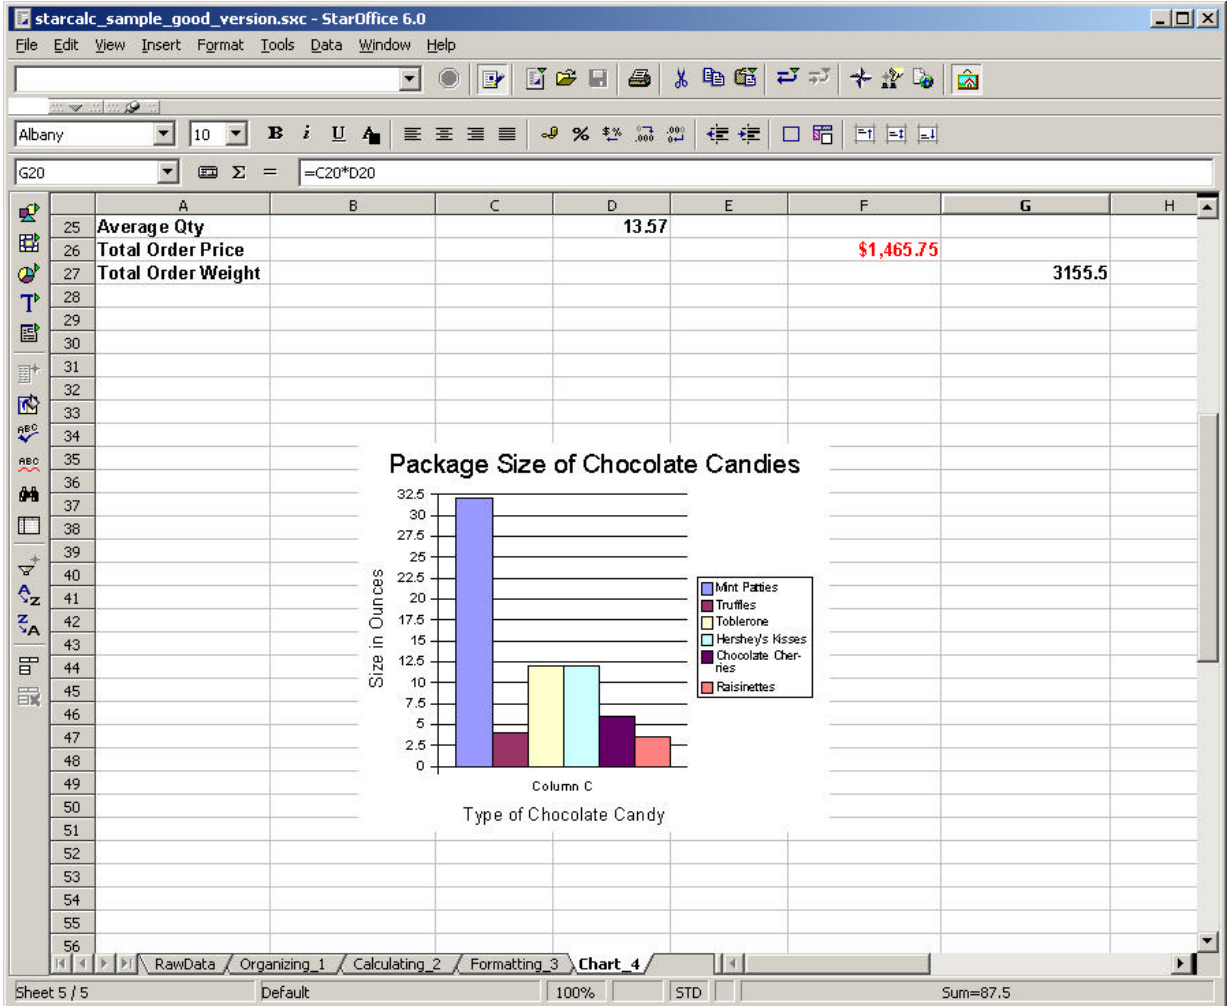 starcalc_sample_good_version.sxc - StarOffice 6.0
File Edit View Insert Format Tools Data Window Help
Albany 10 B i U A
G20 Σ = =C20*D20
A B C D E F G H
25 Average Qty 13.57
26 Total Order Price $1,465.75
27 Total Order Weight 3155.5
28
29
30
31
32
33
34
35
36
37
38
39
40
41
42
43
44
45
46
47
48
49
50
51
52
53
54
55
56
Package Size of Chocolate Candies
Size in Ounces
32.5
30
27.5
25
22.5
20
17.5
15
12.5
10
7.5
5
2.5
0
Column C
Type of Chocolate Candy
Mint Patties
Truffles
Toblerone
Hershey's Kisses
Chocolate Cher-
ries
Raisinettes
RawData Organizing_1 Calculating_2 Formatting_3 Chart_4
Sheet 5 / 5 Default 100% STD Sum=87.5